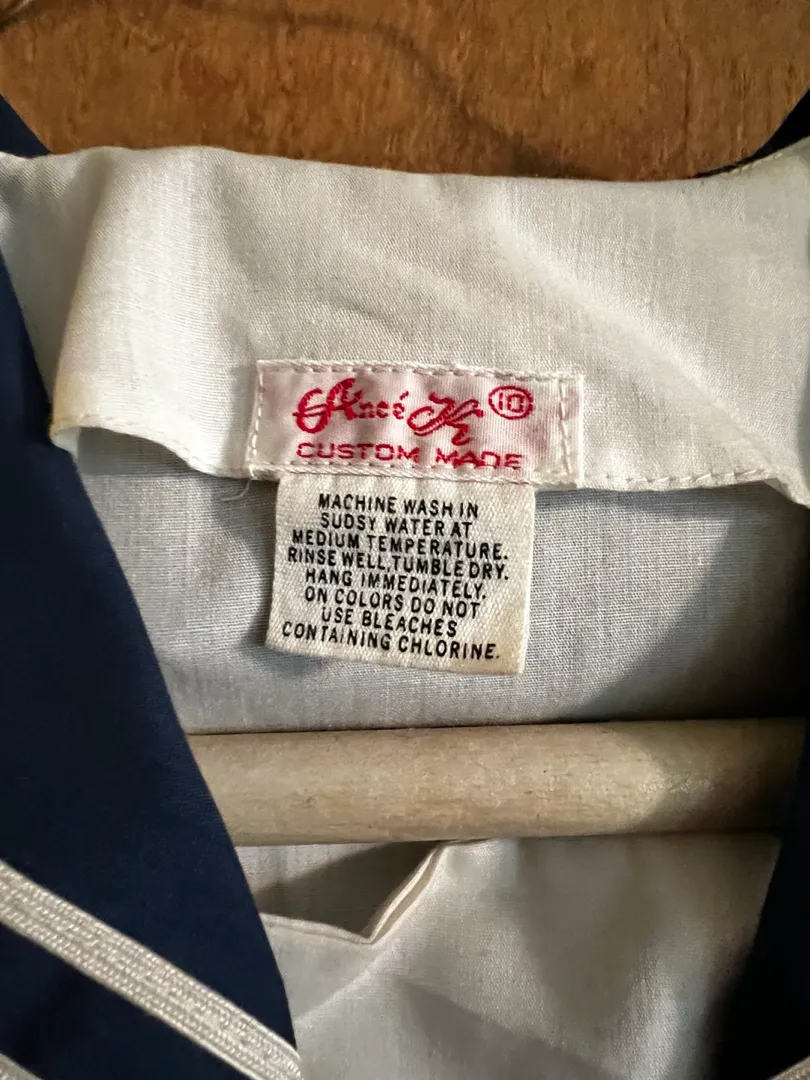 10
CUSTOM MADE
MACHINE WASH IN
SUDSY WATER AT
MEDIUM TEMPERATURE.
RINSE WELL,TUMBLE DRY.
HANG IMMEDIATELY.
ON COLORS DO NOT
USE BLEACHES
CONTAINING CHLORINE.